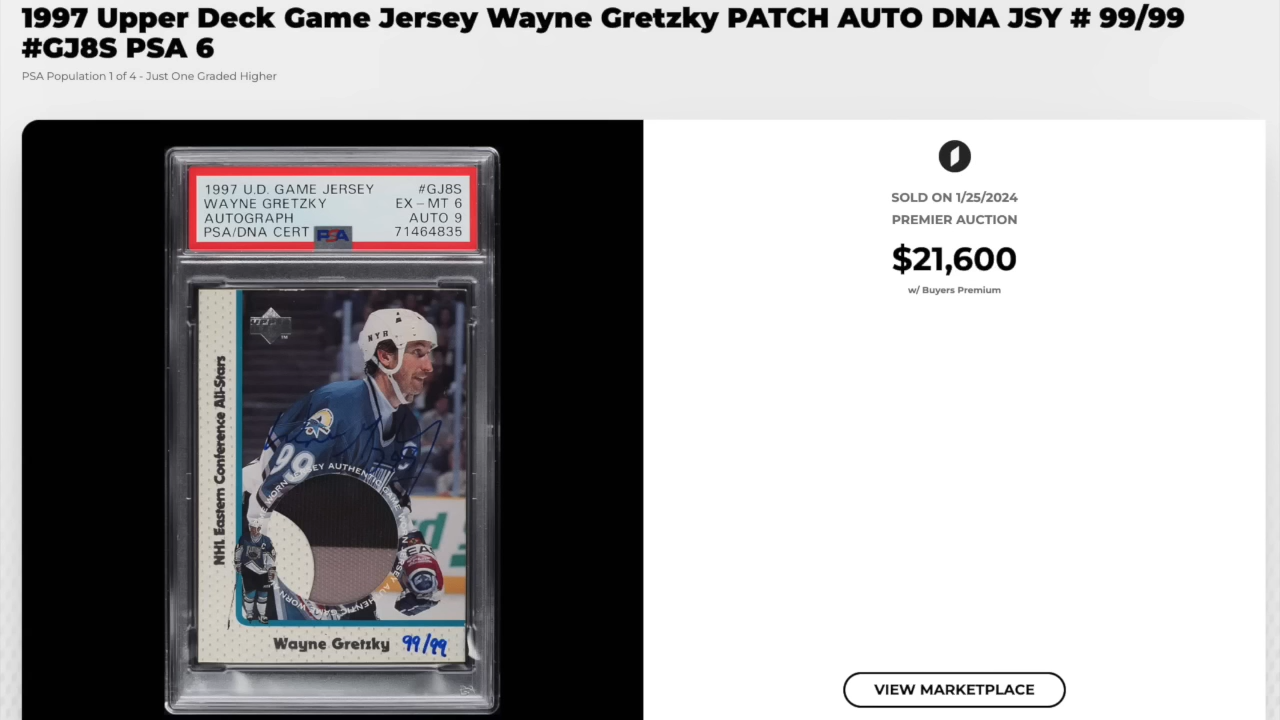 1997 Upper Deck Game Jersey Wayne Gretzky PATCH AUTO DNA JSY # 99/99
#GJ8S PSA 6
PSA Population 1 of 4 - Just One Graded Higher
SOLD ON 1/25/2024
PREMIER AUCTION
$21,600
w/ Buyers Premium
VIEW MARKETPLACE
1997 U.D. GAME JERSEY #GJ8S
WAYNE GRETZKY EX-MT 6
AUTOGRAPH AUTO 9
PSA/DNA CERT PSA 71464835
NHL Eastern Conference All-Stars
NYR
99
Wayne Gretzky 99/99